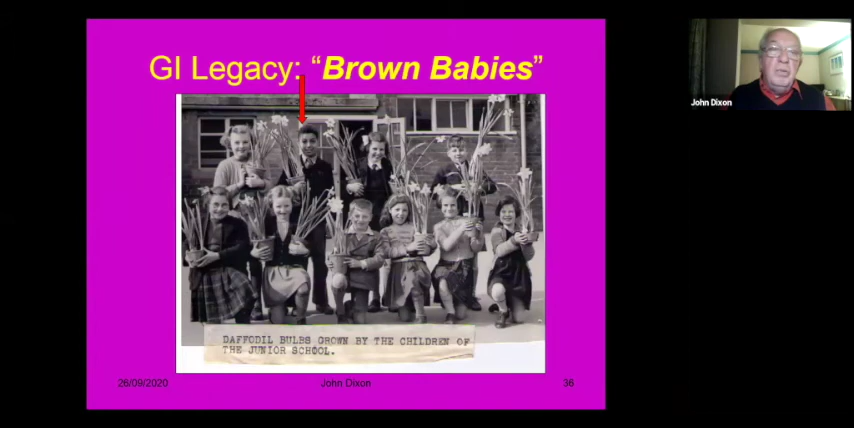 GI Legacy: “Brown Babies”
DAFFODIL BULBS GROWN BY THE CHILDREN OF
THE JUNIOR SCHOOL.
26/09/2020
John Dixon
36
John Dixon